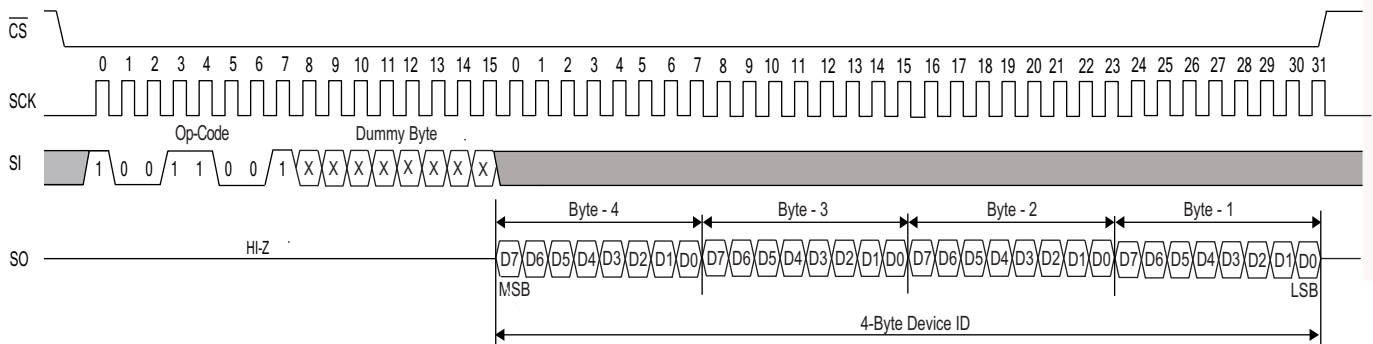 CS
0 1 2 3 4 5 6 7 8 9 10 11 12 13 14 15 0 1 2 3 4 5 6 7 8 9 10 11 12 13 14 15 16 17 18 19 20 21 22 23 24 25 26 27 28 29 30 31
SCK
Op-Code Dummy Byte
SI 1 0 0 1 1 0 0 1 X X X X X X X X
Byte - 4 Byte - 3 Byte - 2 Byte - 1
HI-Z
SO D7 D6 D5 D4 D3 D2 D1 D0 D7 D6 D5 D4 D3 D2 D1 D0 D7 D6 D5 D4 D3 D2 D1 D0 D7 D6 D5 D4 D3 D2 D1 D0
MSB LSB
4-Byte Device ID